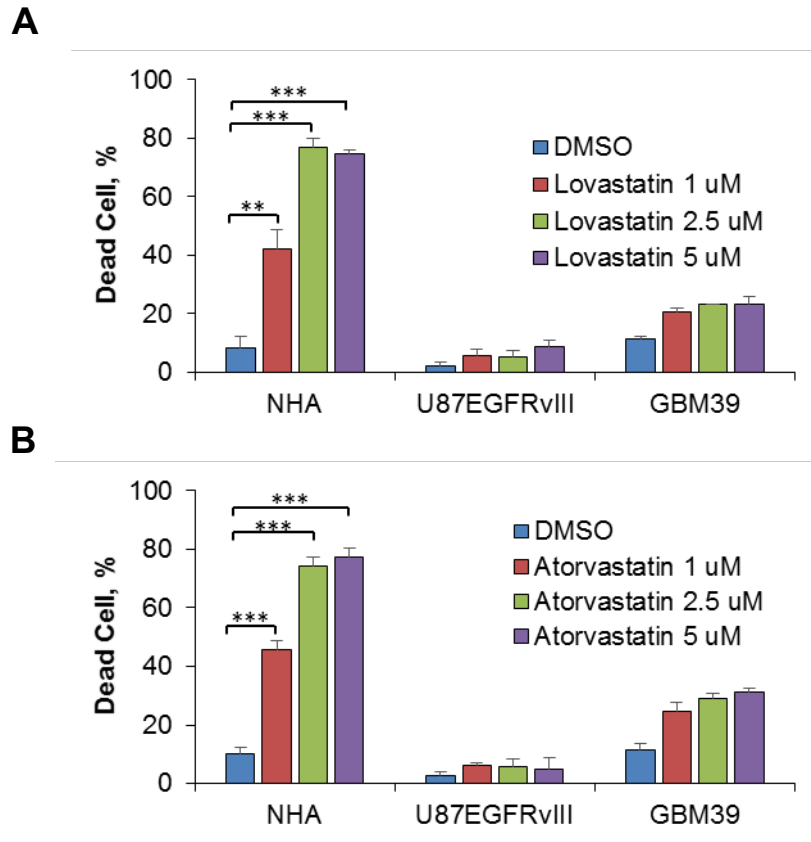 A
100
80
60
40
20
0
Dead Cell, %
***
***
**
DMSO
Lovastatin 1 uM
Lovastatin 2.5 uM
Lovastatin 5 uM
NHA U87EGFRvIII GBM39
B
100
80
60
40
20
0
Dead Cell, %
***
***
***
DMSO
Atorvastatin 1 uM
Atorvastatin 2.5 uM
Atorvastatin 5 uM
NHA U87EGFRvIII GBM39